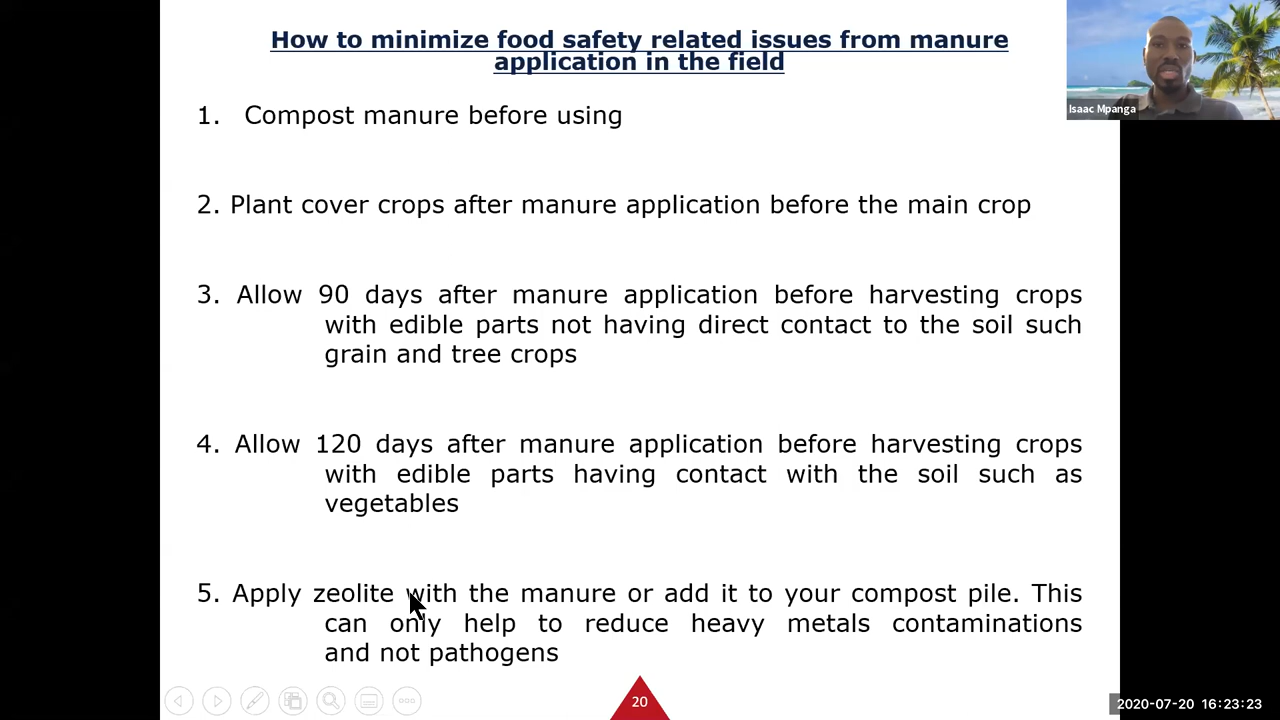 How to minimize food safety related issues from manure
application in the field
Isaac Mpanga
1. Compost manure before using
2. Plant cover crops after manure application before the main crop
3. Allow 90 days after manure application before harvesting crops
with edible parts not having direct contact to the soil such
grain and tree crops
4. Allow 120 days after manure application before harvesting crops
with edible parts having contact with the soil such as
vegetables
5. Apply zeolite with the manure or add it to your compost pile. This
can only help to reduce heavy metals contaminations
and not pathogens
20
2020-07-20 16:23:23